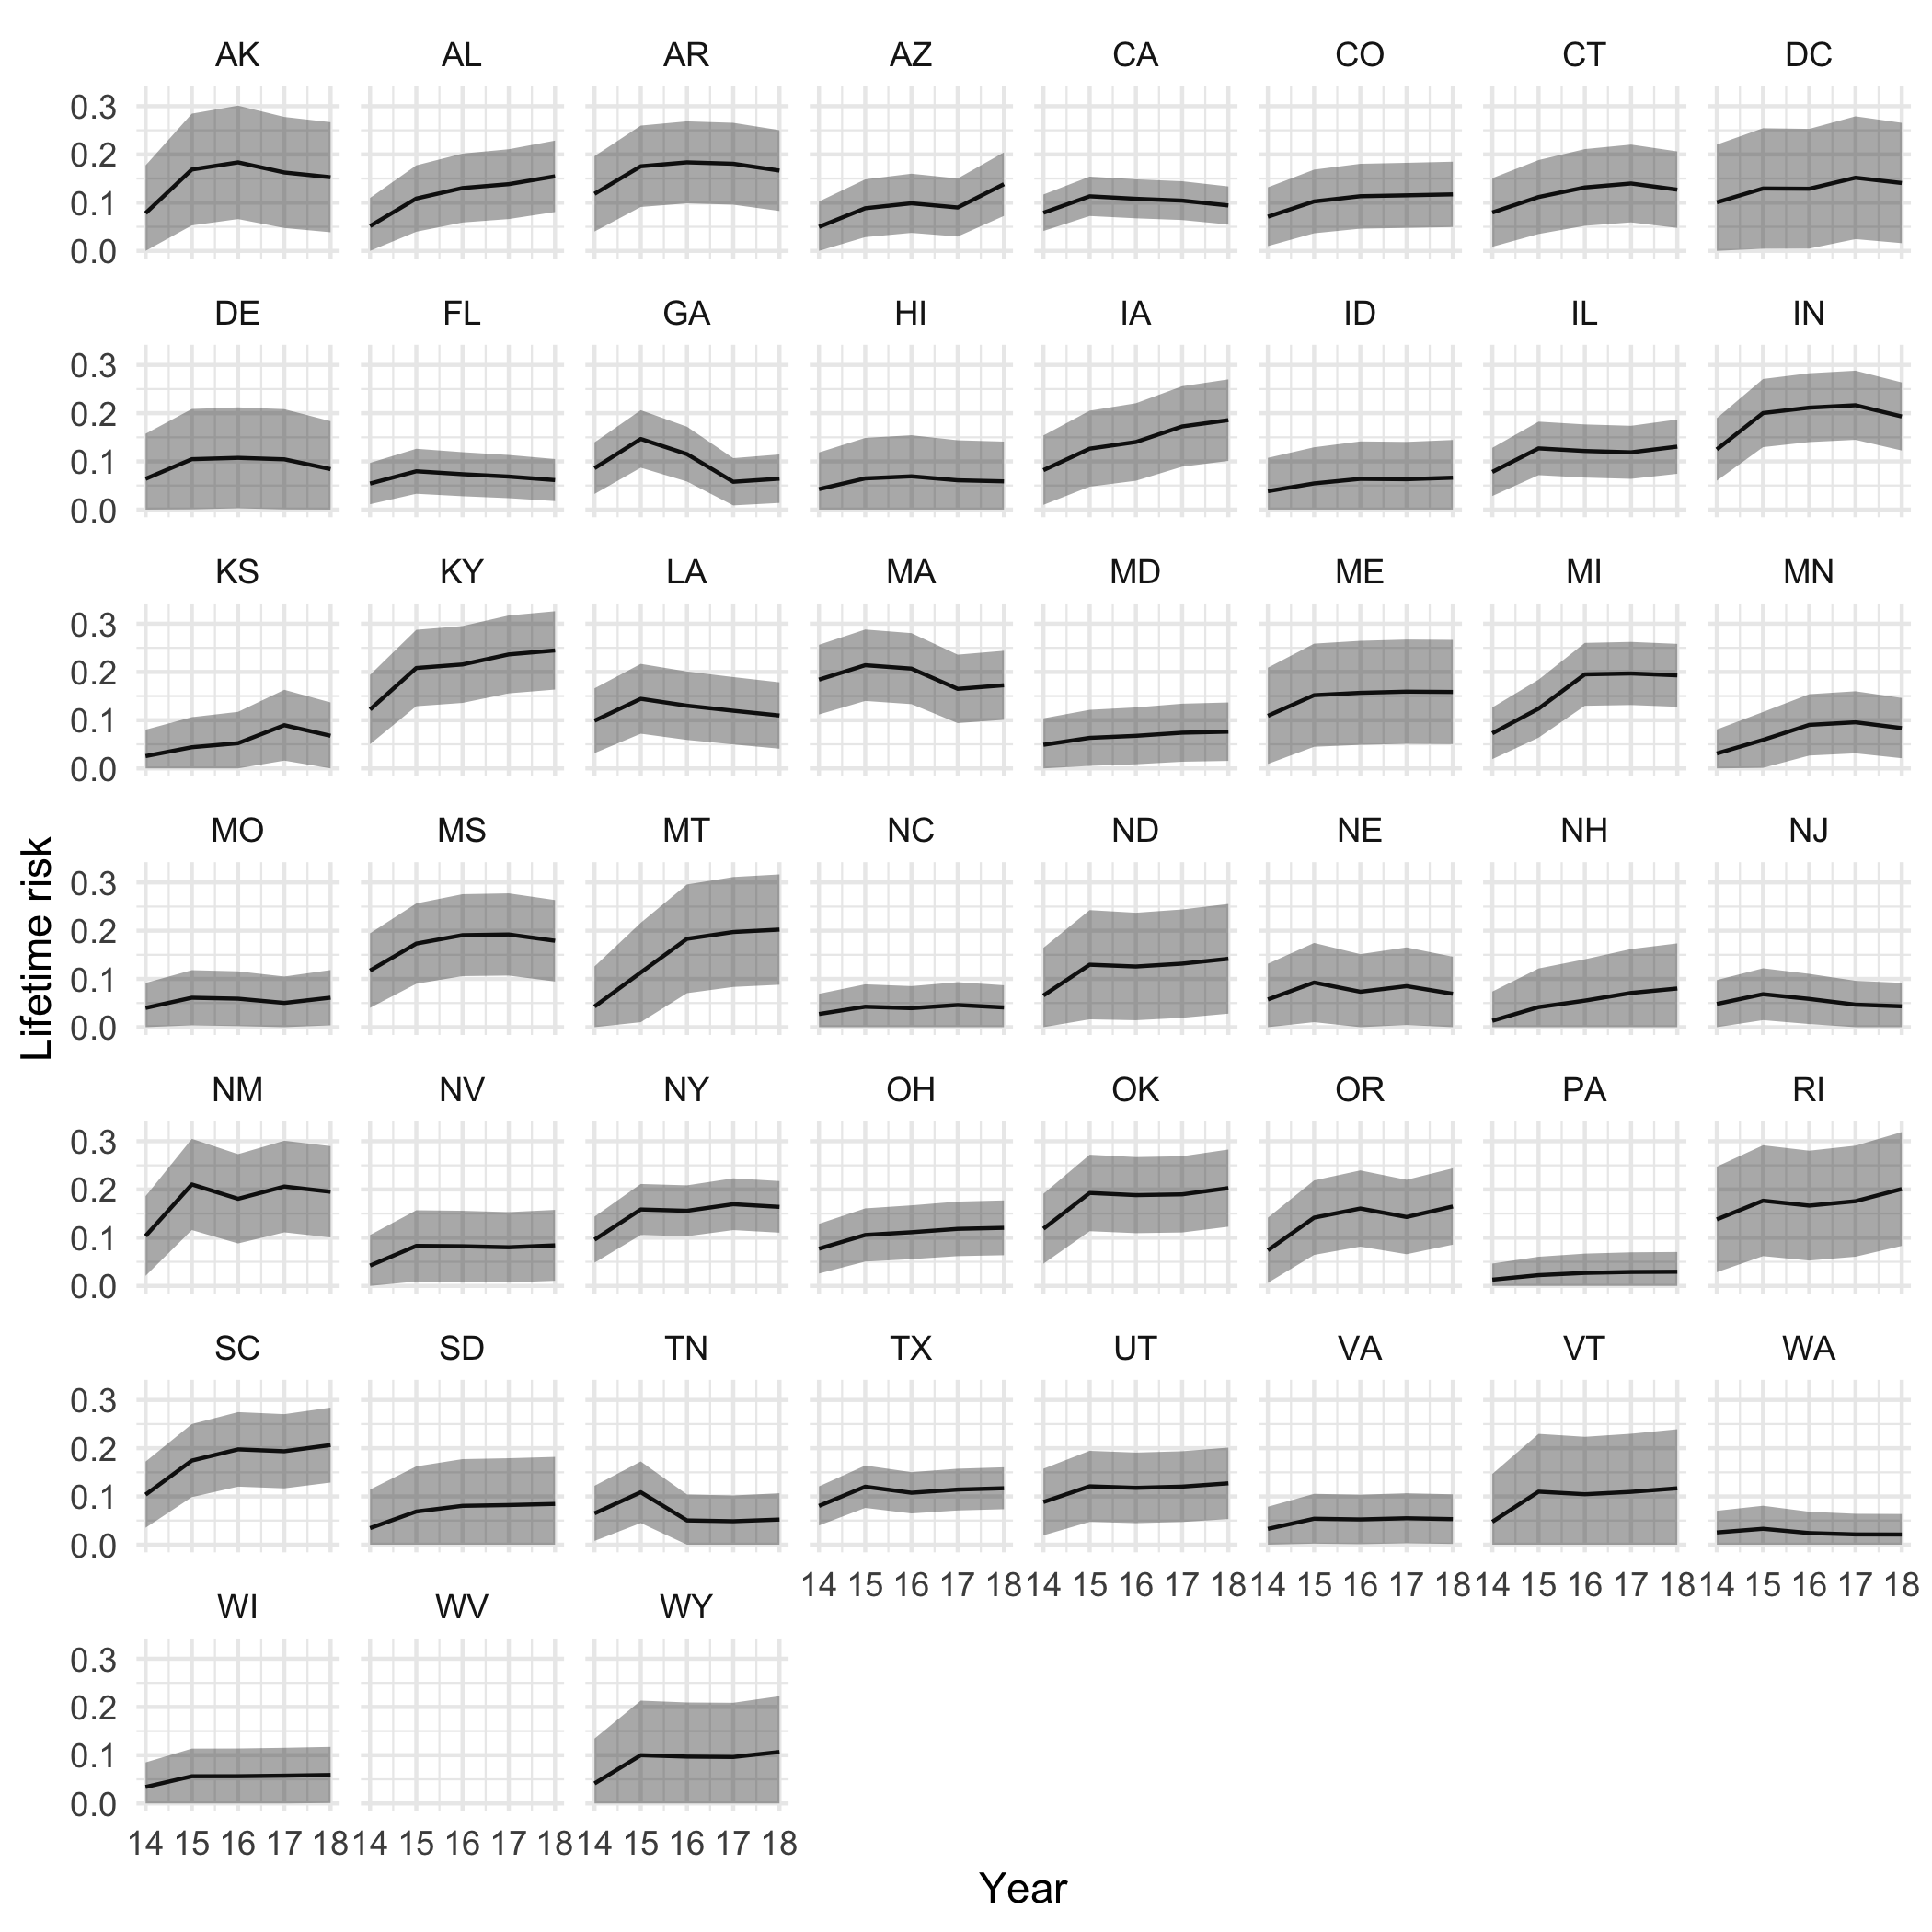 AK AL AR AZ CA CO CT DC
0.3
0.2
0.1
0.0
DE FL GA HI IA ID IL IN
0.3
0.2
0.1
0.0
KS KY LA MA MD ME MI MN
0.3
0.2
0.1
0.0
MO MS MT NC ND NE NH NJ
0.3
0.2
0.1
0.0
Lifetime risk
NM NV NY OH OK OR PA RI
0.3
0.2
0.1
0.0
SC SD TN TX UT VA VT WA
0.3
0.2
0.1
0.0
14 15 16 17 18 14 15 16 17 18 14 15 16 17 18 14 15 16 17 18 14 15 16 17 18
WI WV WY
0.3
0.2
0.1
0.0
14 15 16 17 18 14 15 16 17 18 14 15 16 17 18
Year